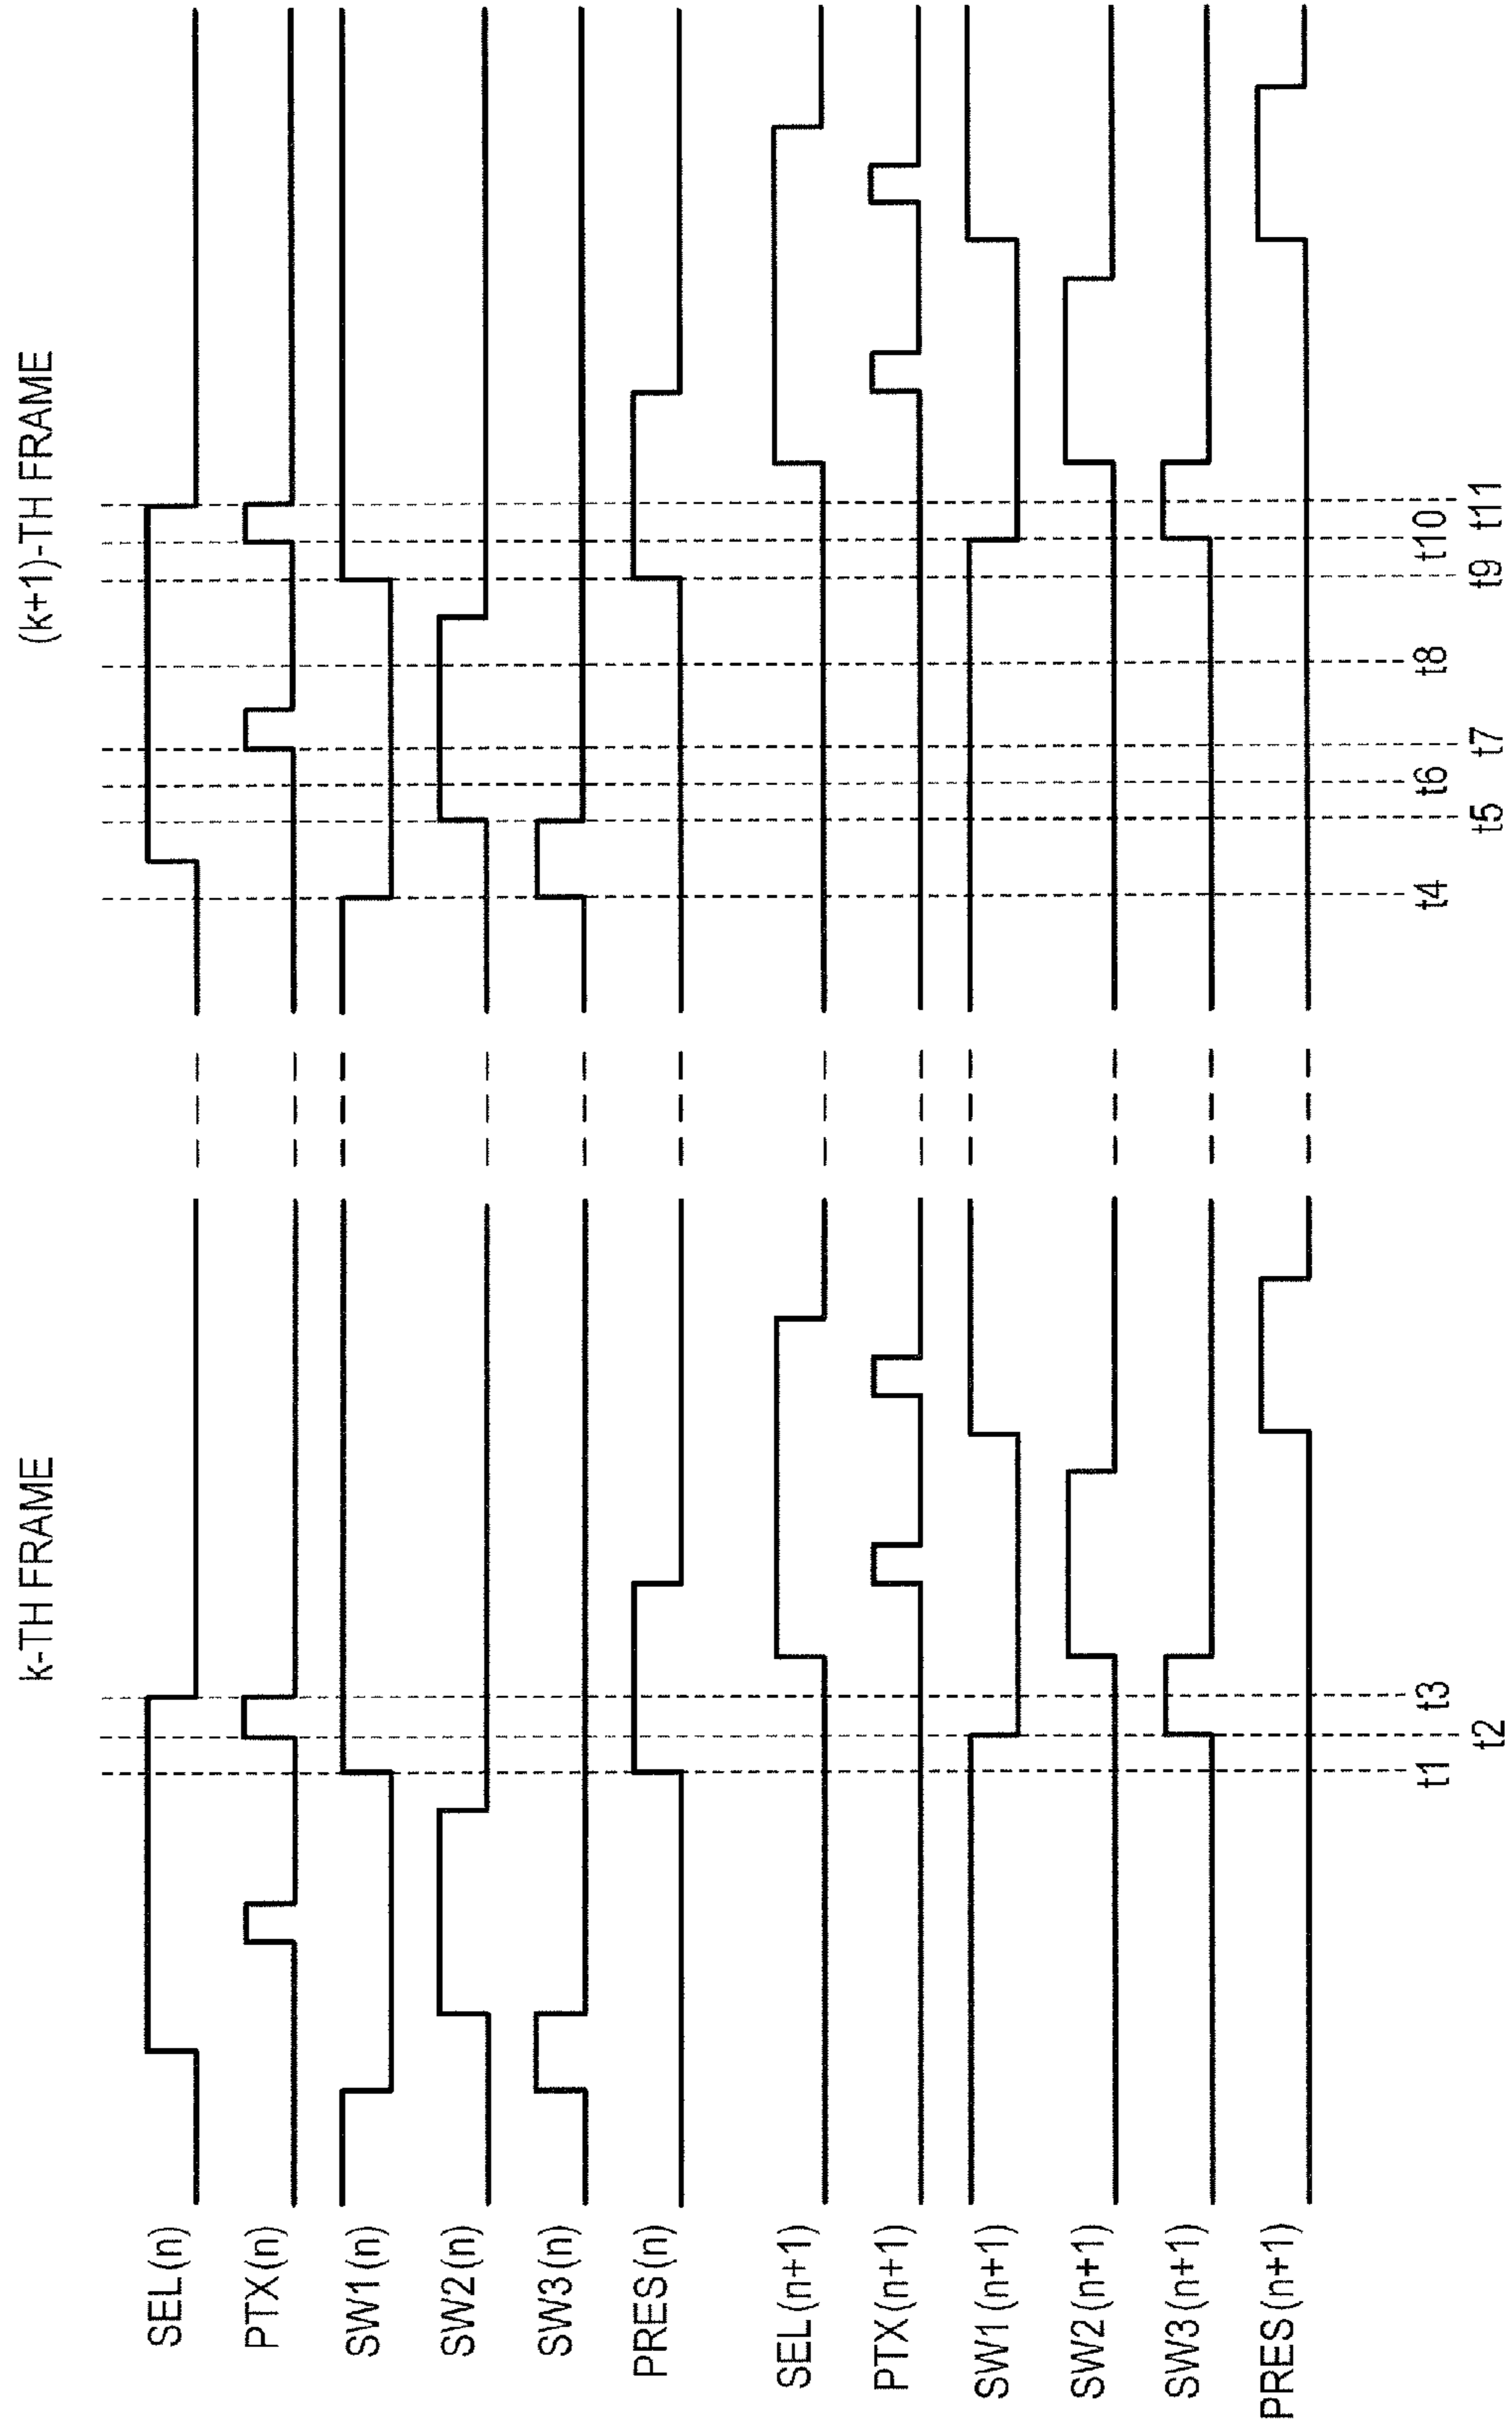 k-TH FRAME
(k+1)-TH FRAME
SEL(n)
PTX(n)
SW1(n)
SW2(n)
SW3(n)
PRES(n)
SEL(n+1)
PTX(n+1)
SW1(n+1)
SW2(n+1)
SW3(n+1)
PRES(n+1)
t1
t2
t3
t4
t5
t6
t7
t8
t9
t10
t11